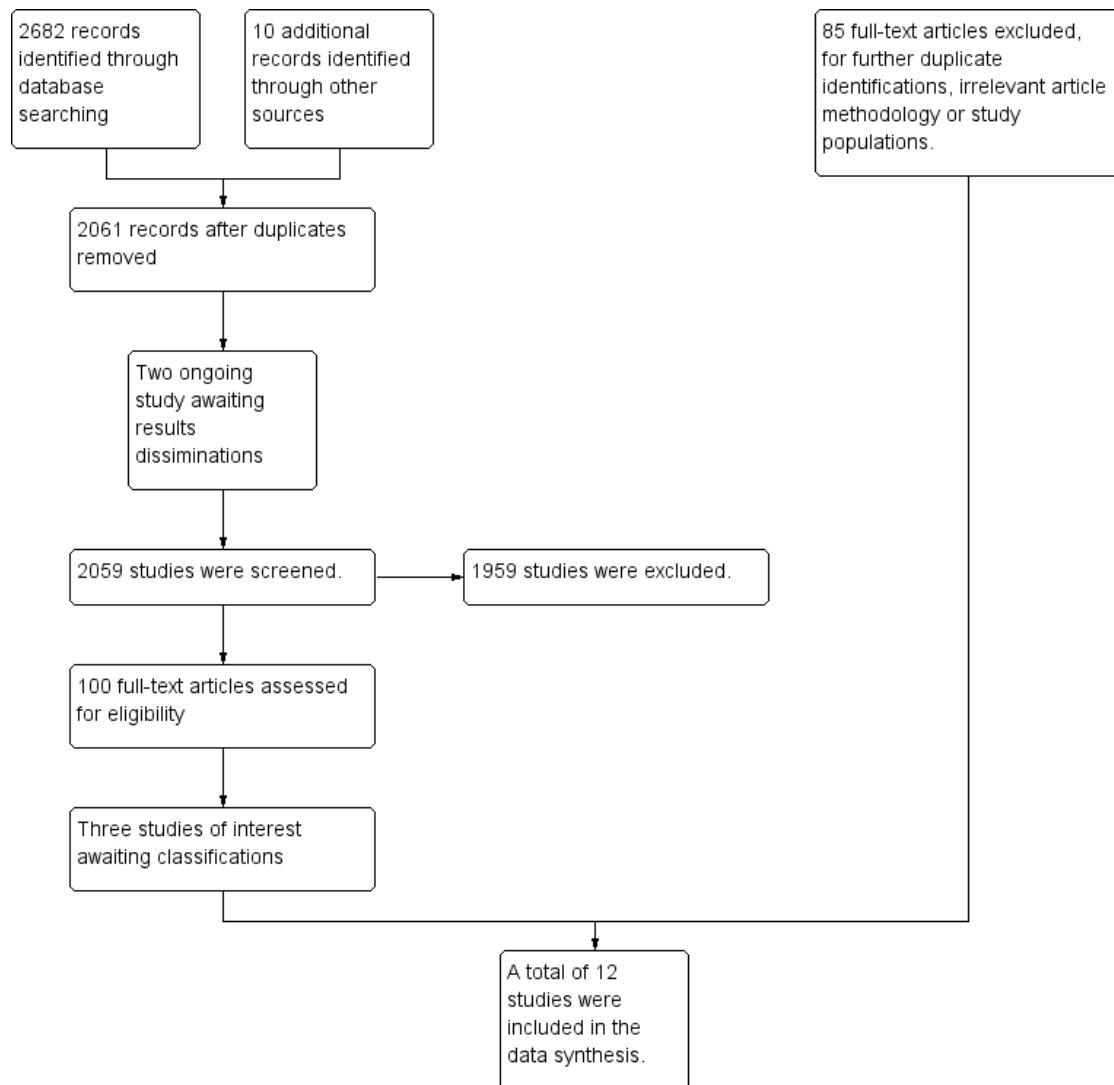 2682 records
identified through
database
searching
10 additional
records identified
through other
sources
85 full-text articles excluded,
for further duplicate
identifications, irrelevant article
methodology or study
populations.
2061 records after duplicates
removed
Two ongoing
study awaiting
results
dissiminations
2059 studies were screened.
1959 studies were excluded.
100 full-text articles assessed
for eligibility
Three studies of interest
awaiting classifications
A total of 12
studies were
included in the
data synthesis.